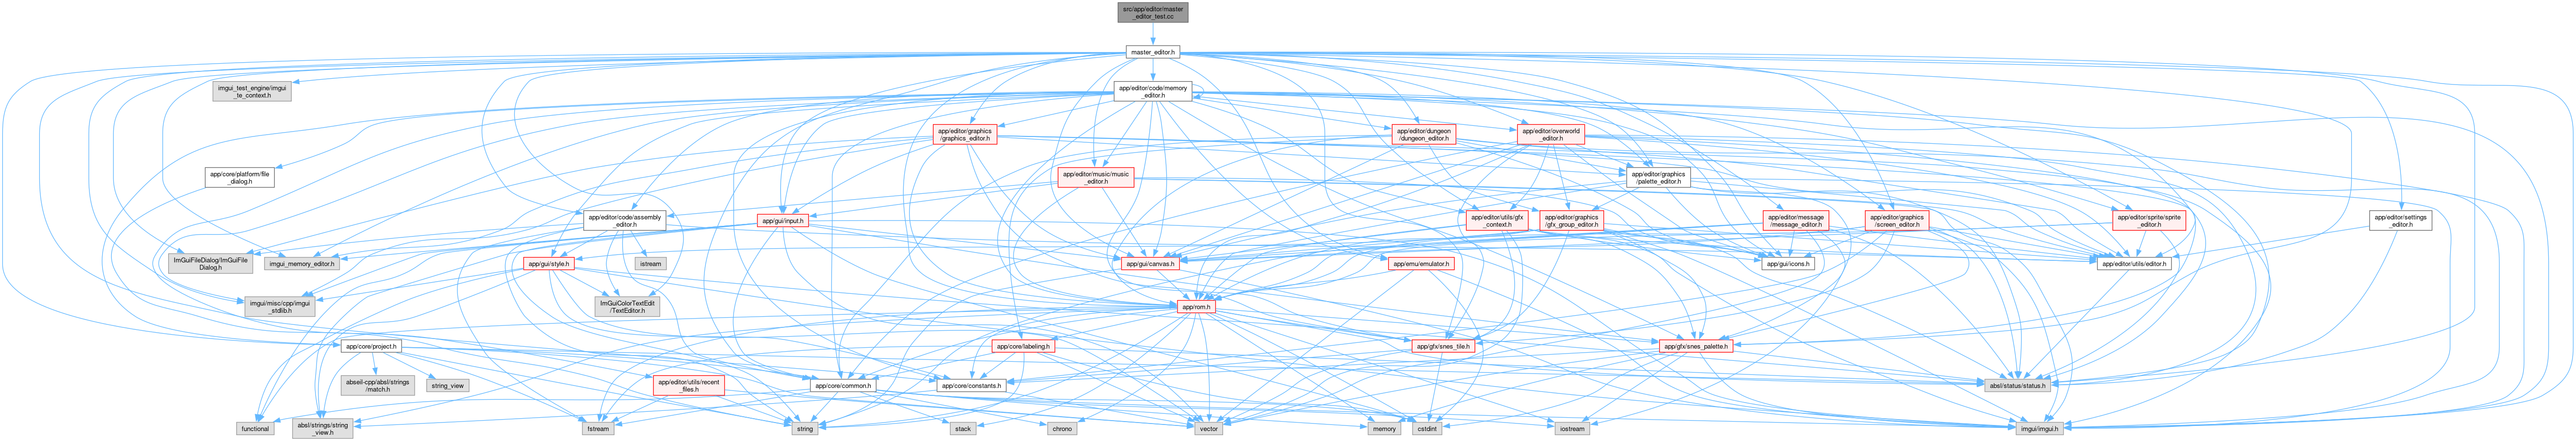 src/app/editor/master
_editor_test.cc
master_editor.h
imgui_test_engine/imgui
_te_context.h
app/editor/code/memory
_editor.h
app/editor/graphics
/graphics_editor.h
app/editor/dungeon
/dungeon_editor.h
app/editor/overworld
_editor.h
app/core/platform/file
_dialog.h
app/editor/music/music
_editor.h
app/editor/graphics
/palette_editor.h
app/editor/code/assembly
_editor.h
app/gui/input.h
app/editor/utils/gfx
_context.h
app/editor/graphics
/gfx_group_editor.h
app/editor/message
/message_editor.h
app/editor/graphics
/screen_editor.h
app/editor/sprite/sprite
_editor.h
app/editor/settings
_editor.h
ImGuiFileDialog/ImGuiFile
Dialog.h
imgui_memory_editor.h
app/gui/style.h
istream
app/gui/canvas.h
app/emu/emulator.h
app/gui/icons.h
app/editor/utils/editor.h
imgui/misc/cpp/imgui
_stdlib.h
ImGuiColorTextEdit
/TextEditor.h
app/rom.h
app/core/project.h
app/core/labeling.h
app/gfx/snes_tile.h
app/gfx/snes_palette.h
abseil-cpp/absl/strings
/match.h
string_view
app/editor/utils/recent
_files.h
app/core/common.h
app/core/constants.h
absl/status/status.h
functional
absl/strings/string
_view.h
fstream
string
stack
chrono
vector
memory
cstdint
iostream
imgui/imgui.h